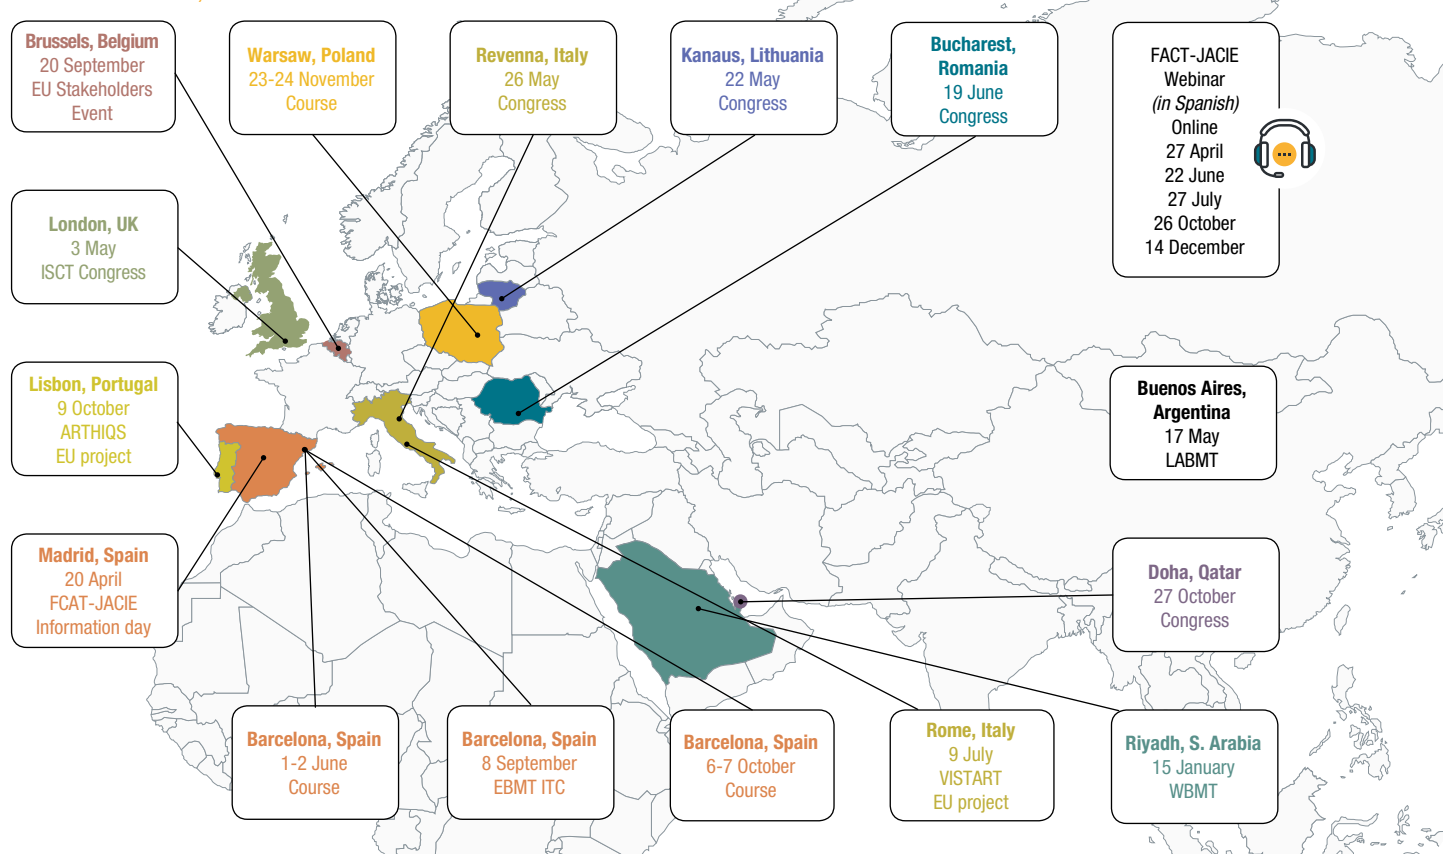 Brussels, Belgium
20 September
EU Stakeholders
Event
Warsaw, Poland
23-24 November
Course
Revenna, Italy
26 May
Congress
Kanaus, Lithuania
22 May
Congress
Bucharest,
Romania
19 June
Congress
FACT-JACIE
Webinar
(in Spanish)
Online
27 April
22 June
27 July
26 October
14 December
London, UK
3 May
ISCT Congress
Lisbon, Portugal
9 October
ARTHIQS
EU project
Buenos Aires,
Argentina
17 May
LABMT
Madrid, Spain
20 April
FCAT-JACIE
Information day
Doha, Qatar
27 October
Congress
Barcelona, Spain
1-2 June
Course
Barcelona, Spain
8 September
EBMT ITC
Barcelona, Spain
6-7 October
Course
Rome, Italy
9 July
VISTART
EU project
Riyadh, S. Arabia
15 January
WBMT